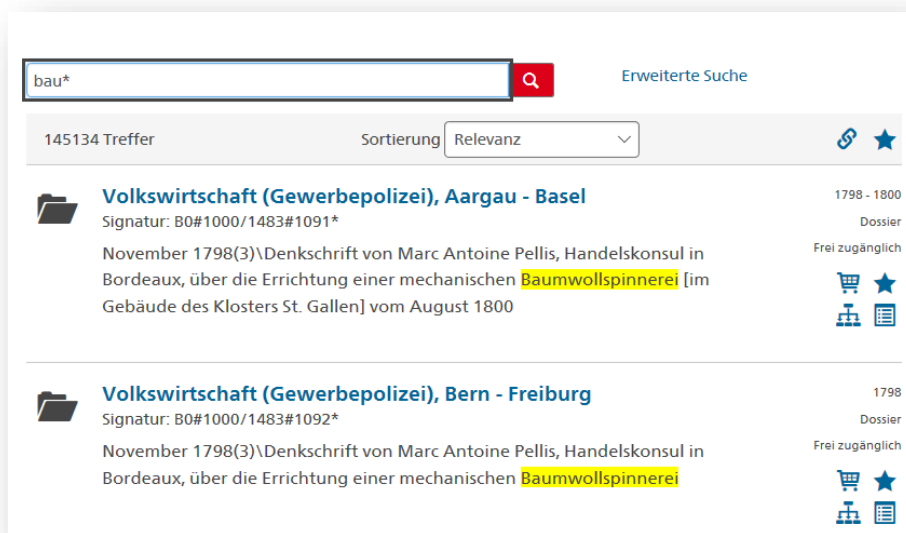 bau*
Erweiterte Suche
145134 Treffer
Sortierung Relevanz
Volkswirtschaft (Gewerbepolizei), Aargau - Basel
1798 - 1800
Signatur: B0#1000/1483#1091*
Dossier
November 1798(3)\Denkschrift von Marc Antoine Pellis, Handelskonsul in
Frei zugänglich
Bordeaux, über die Errichtung einer mechanischen Baumwollspinnerei [im
Gebäude des Klosters St. Gallen] vom August 1800
Volkswirtschaft (Gewerbepolizei), Bern - Freiburg
1798
Signatur: B0#1000/1483#1092*
Dossier
November 1798(3)\Denkschrift von Marc Antoine Pellis, Handelskonsul in
Frei zugänglich
Bordeaux, über die Errichtung einer mechanischen Baumwollspinnerei